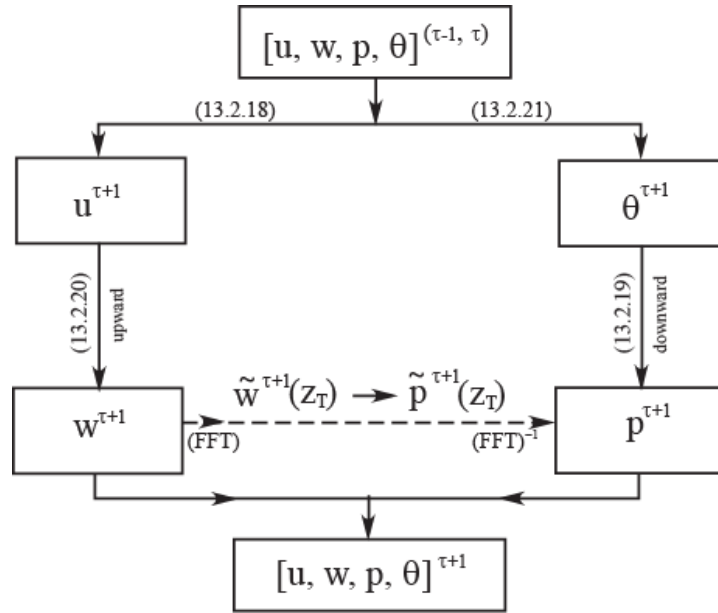 [u, w, p, θ]^(τ-1, τ)
(13.2.18) (13.2.21)
u^τ+1 θ^τ+1
(13.2.20) upward (13.2.19) downward
w̃^τ+1(Z_T) → p̃^τ+1(Z_T)
w^τ+1 (FFT) (FFT)^-1 p^τ+1
[u, w, p, θ]^τ+1